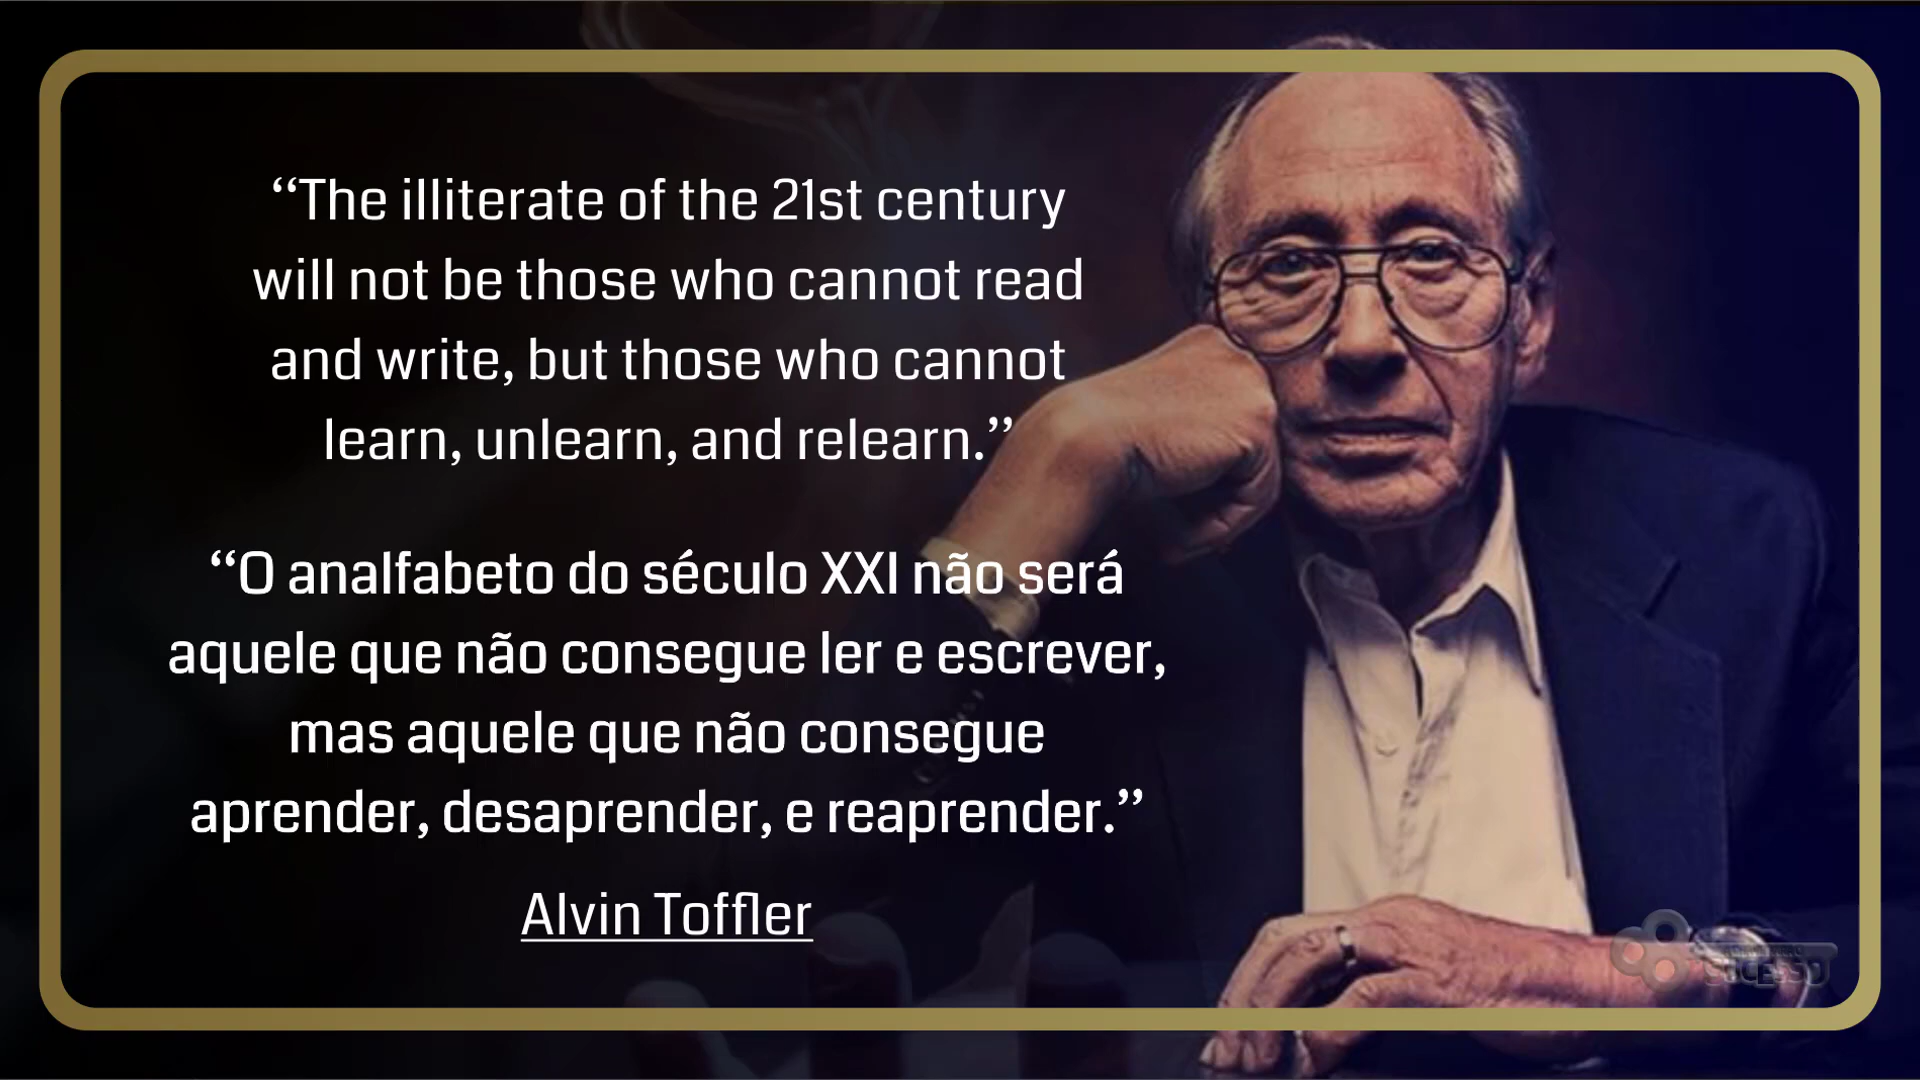 “The illiterate of the 21st century
will not be those who cannot read
and write, but those who cannot
learn, unlearn, and relearn.”
“O analfabeto do século XXI não será
aquele que não consegue ler e escrever,
mas aquele que não consegue
aprender, desaprender, e reaprender.”
Alvin Toffler
SUCESSO